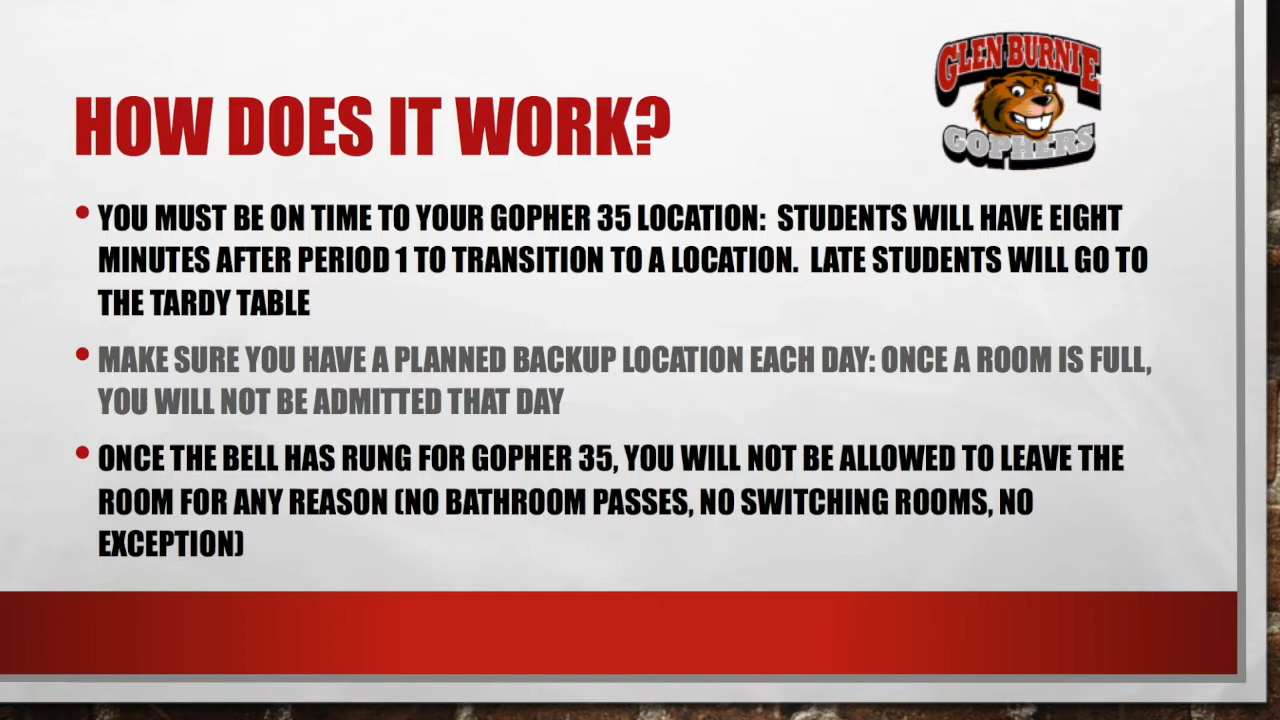 GLEN BURNIE
GOPHERS
HOW DOES IT WORK?
• YOU MUST BE ON TIME TO YOUR GOPHER 35 LOCATION:  STUDENTS WILL HAVE EIGHT
MINUTES AFTER PERIOD 1 TO TRANSITION TO A LOCATION.  LATE STUDENTS WILL GO TO
THE TARDY TABLE
• MAKE SURE YOU HAVE A PLANNED BACKUP LOCATION EACH DAY: ONCE A ROOM IS FULL,
YOU WILL NOT BE ADMITTED THAT DAY
• ONCE THE BELL HAS RUNG FOR GOPHER 35, YOU WILL NOT BE ALLOWED TO LEAVE THE
ROOM FOR ANY REASON (NO BATHROOM PASSES, NO SWITCHING ROOMS, NO
EXCEPTION)